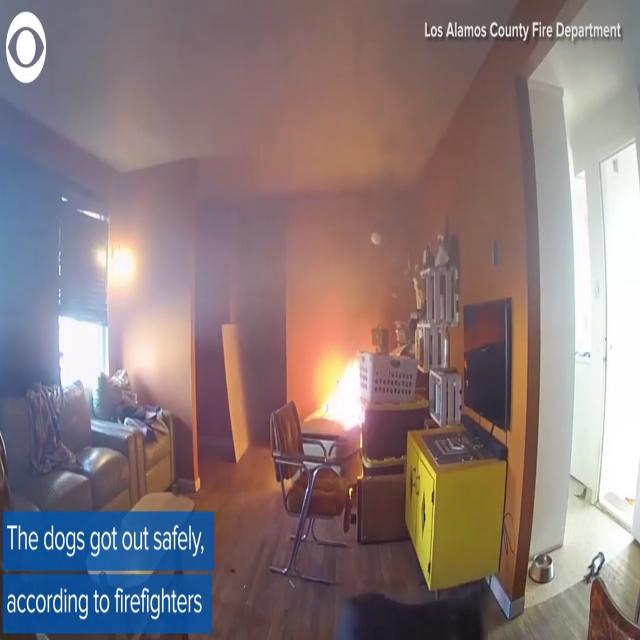 Los Alamos County Fire Department
The dogs got out safely,
according to firefighters